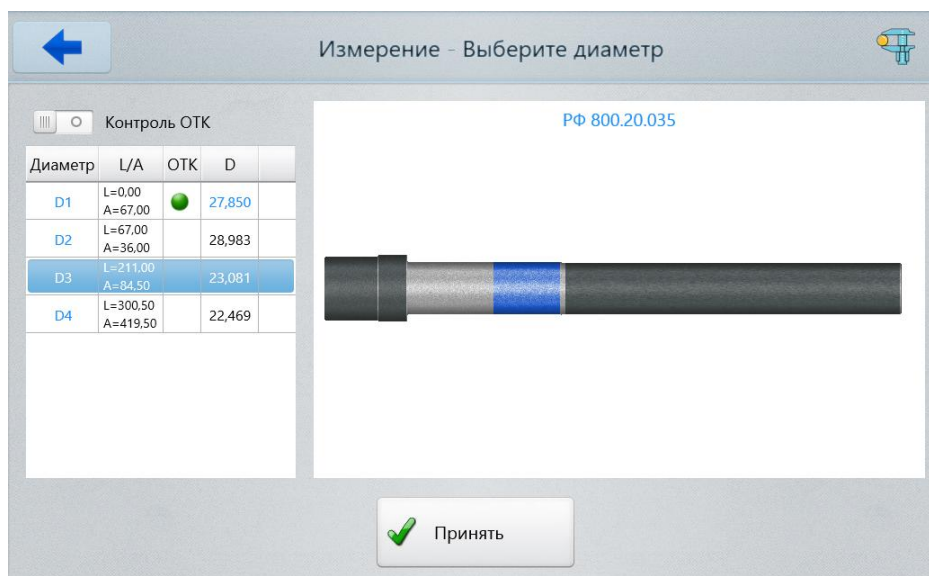 Измерение - Выберите диаметр
Контроль ОТК
РФ 800.20.035
Диаметр L/A ОТК D
D1 L=0,00 27,850
A=67,00
D2 L=67,00 28,983
A=36,00
D3 L=211,00 23,081
A=84,50
D4 L=300,50 22,469
A=419,50
Принять